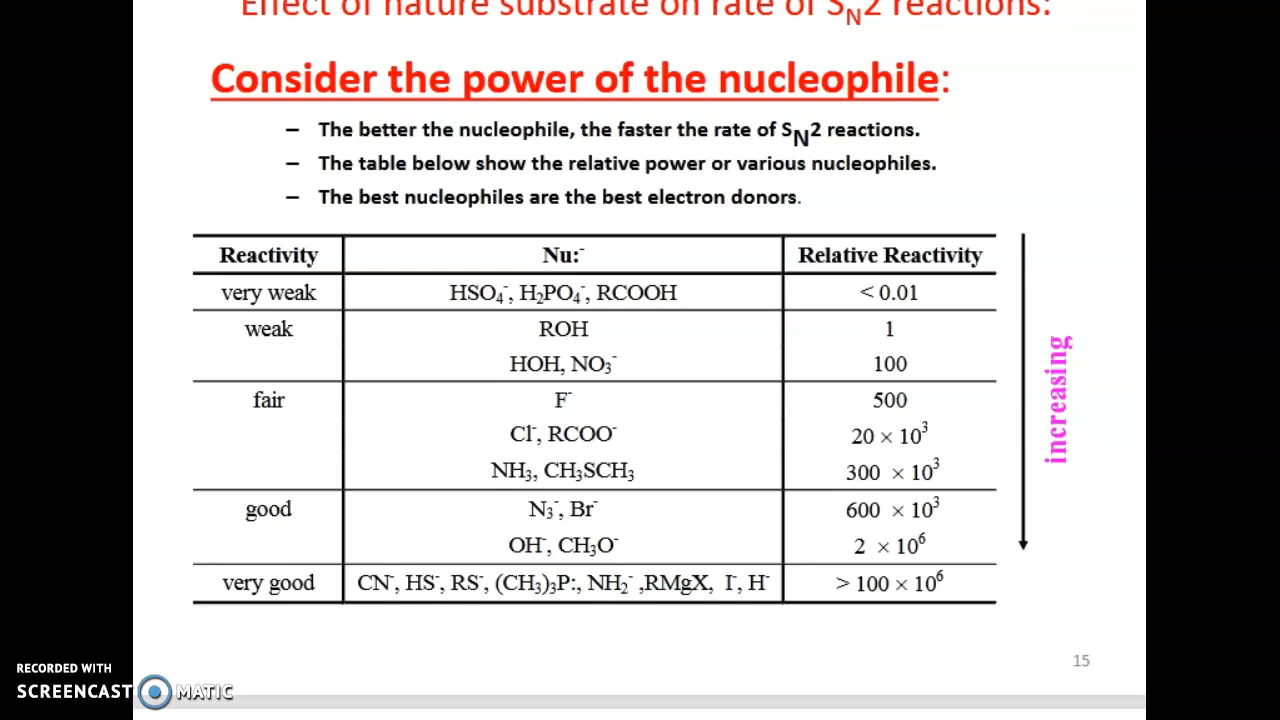 Effect of nature substrate on rate of SN2 reactions:
Consider the power of the nucleophile:
– The better the nucleophile, the faster the rate of SN2 reactions.
– The table below show the relative power or various nucleophiles.
– The best nucleophiles are the best electron donors.
Reactivity Nu:⁻ Relative Reactivity
very weak HSO₄⁻, H₂PO₄⁻, RCOOH < 0.01
weak ROH 1
HOH, NO₃⁻ 100
fair F⁻ 500
Cl⁻, RCOO⁻ 20 × 10³
NH₃, CH₃SCH₃ 300 × 10³
good N₃⁻, Br⁻ 600 × 10³
OH⁻, CH₃O⁻ 2 × 10⁶
very good CN⁻, HS⁻, RS⁻, (CH₃)₃P:, NH₂⁻ ,RMgX, I⁻, H⁻ > 100 × 10⁶
increasing
15
RECORDED WITH
SCREENCAST MATIC